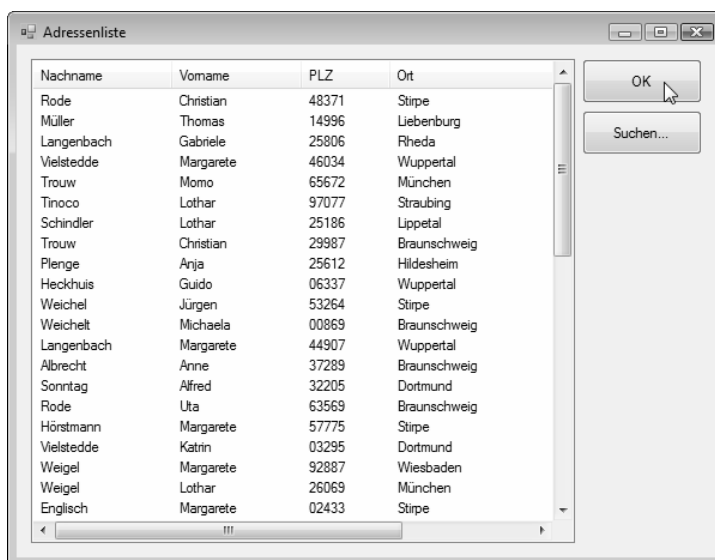 Adressenliste
Nachname Vorname PLZ Ort
Rode Christian 48371 Stirpe
Müller Thomas 14996 Liebenburg
Langenbach Gabriele 25806 Rheda
Vielstedde Margarete 46034 Wuppertal
Trouw Momo 65672 München
Tinoco Lothar 97077 Straubing
Schindler Lothar 25186 Lippetal
Trouw Christian 29987 Braunschweig
Plenge Anja 25612 Hildesheim
Heckhuis Guido 06337 Wuppertal
Weichel Jürgen 53264 Stirpe
Weichelt Michaela 00869 Braunschweig
Langenbach Margarete 44907 Wuppertal
Albrecht Anne 37289 Braunschweig
Sonntag Alfred 32205 Dortmund
Rode Uta 63569 Braunschweig
Hörstmann Margarete 57775 Stirpe
Vielstedde Katrin 03295 Dortmund
Weigel Margarete 92887 Wiesbaden
Weigel Lothar 26069 München
Englisch Margarete 02433 Stirpe
OK
Suchen...